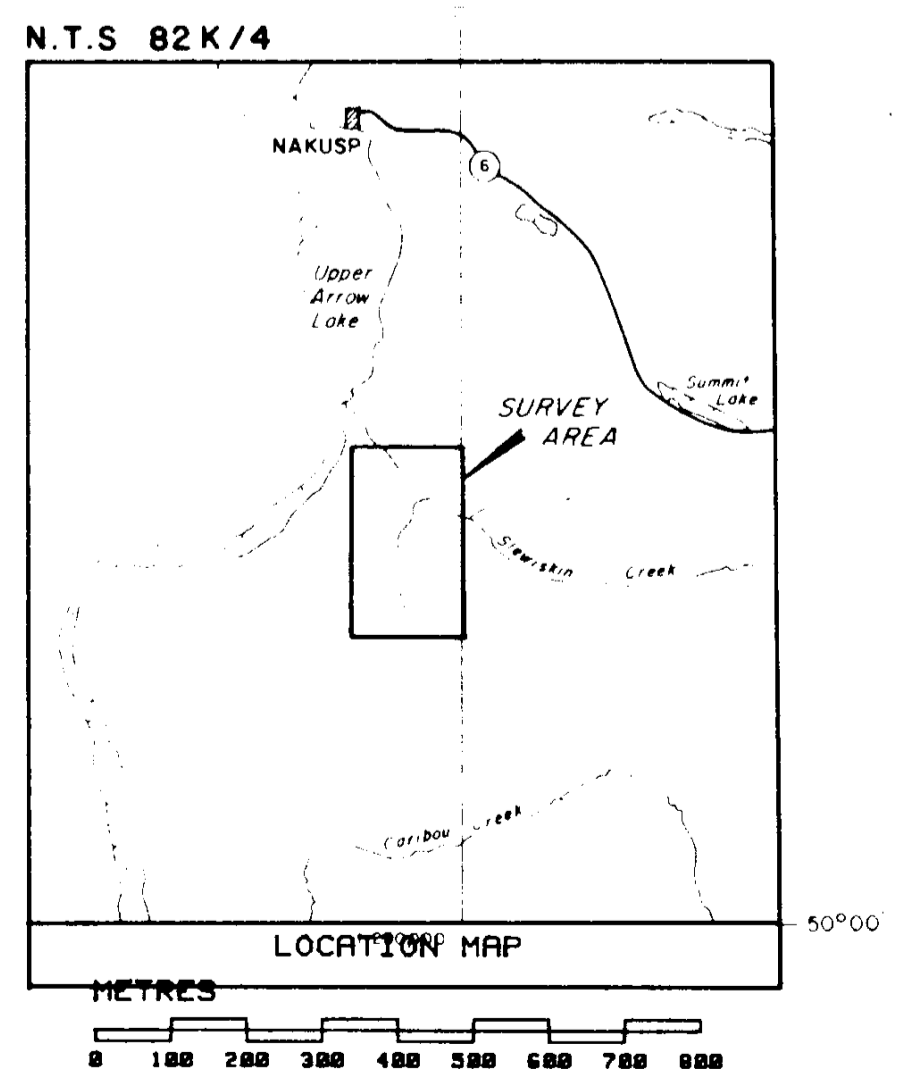 N.T.S 82K/4
NAKUSP
6
Upper
Arrow
Lake
Summit
Lake
SURVEY
AREA
Slewiskin Creek
Caribou Creek
50°00'
LOCATION MAP
METRES
0 100 200 300 400 500 600 700 800